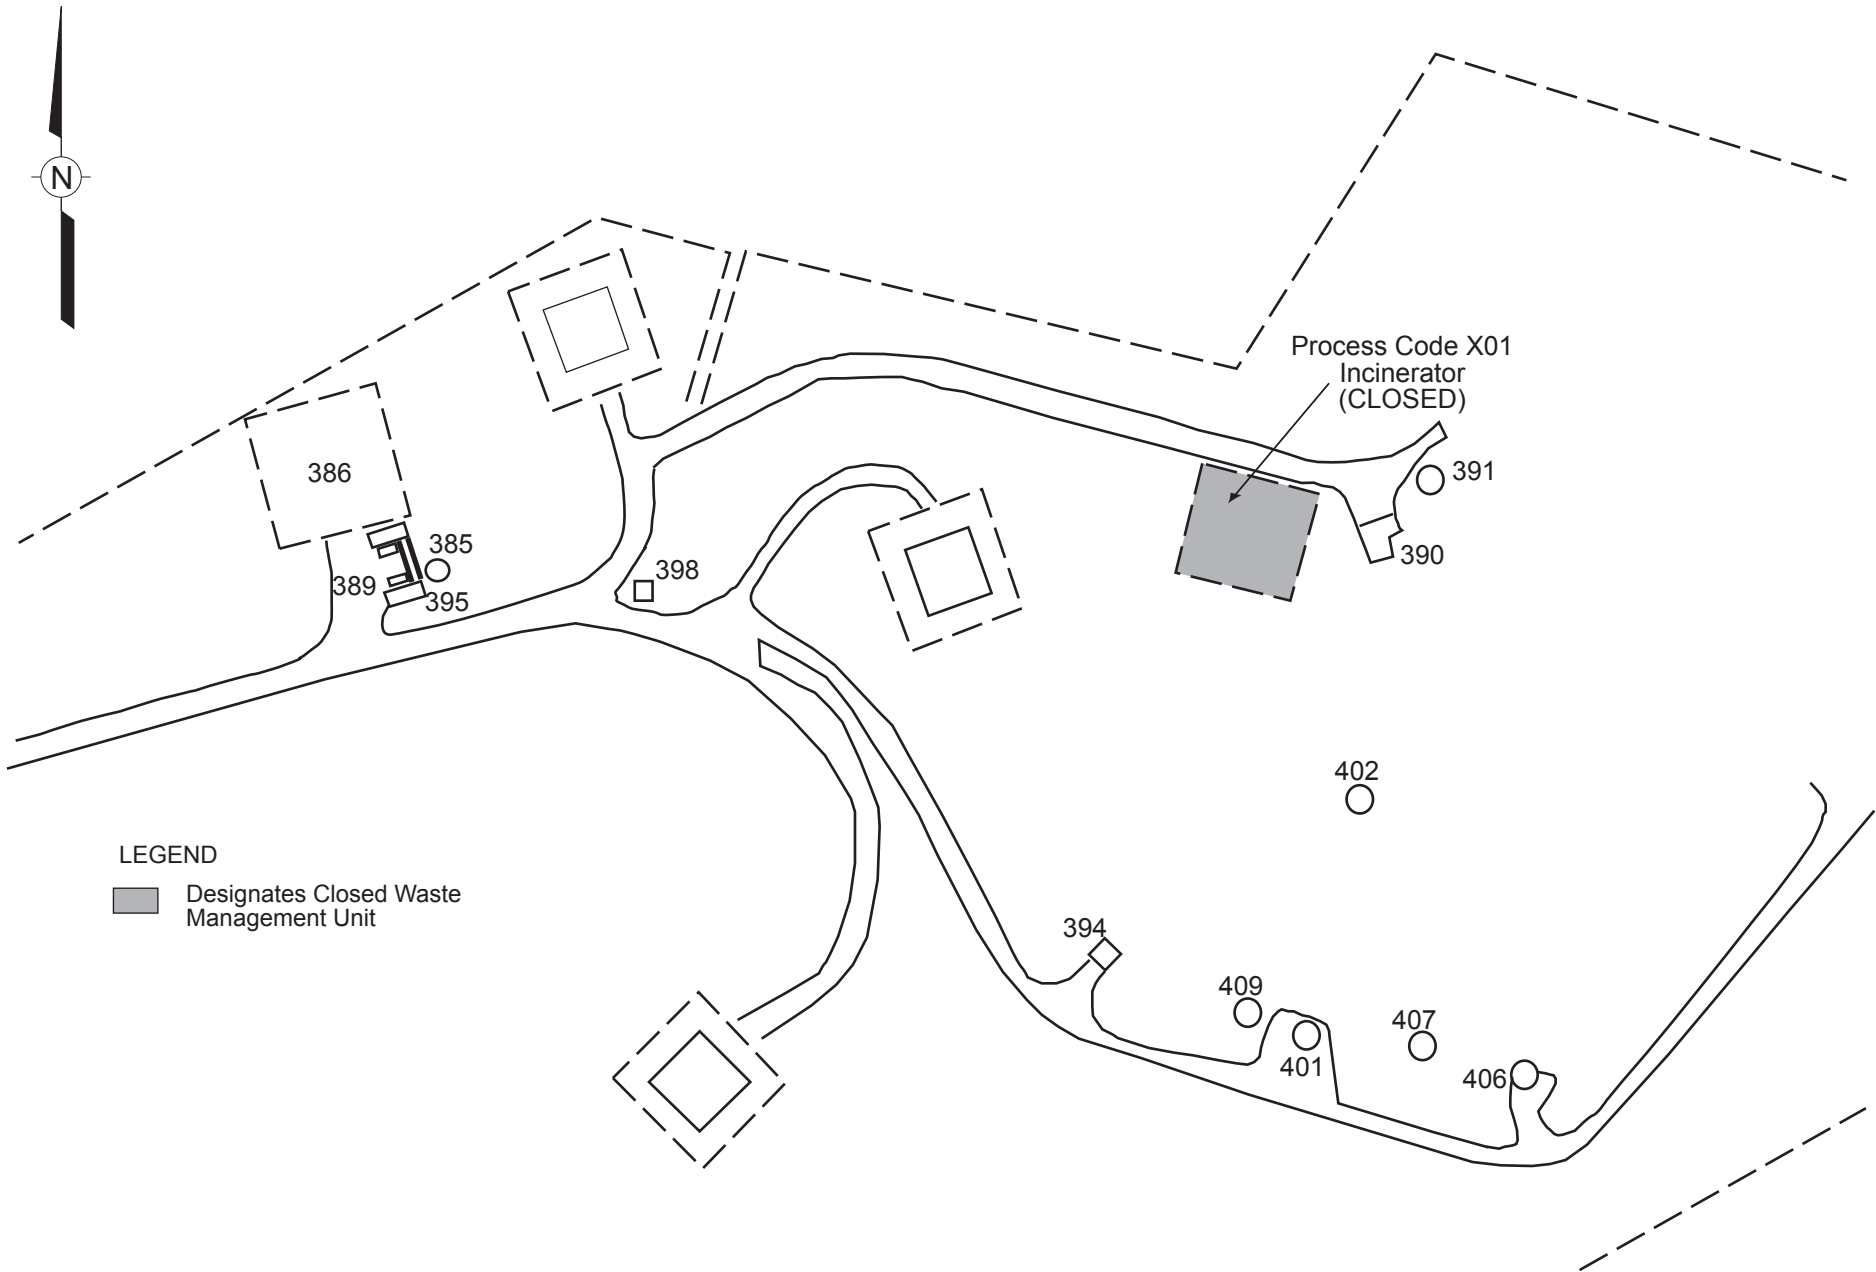 N
Process Code X01
Incinerator
(CLOSED)
386
391
385
390
398
389
395
402
LEGEND
Designates Closed Waste
Management Unit
394
409
407
401
406